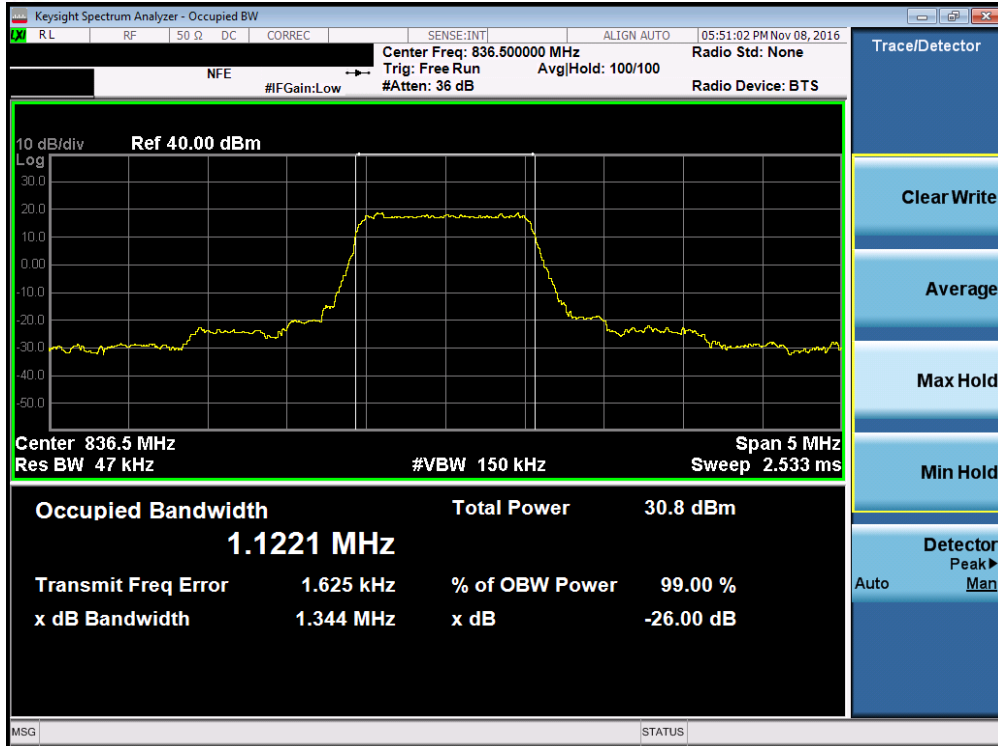 Keysight Spectrum Analyzer - Occupied BW
LXI RL RF 50 Ω DC CORREC SENSE:INT ALIGN AUTO 05:51:02 PM Nov 08, 2016
Center Freq: 836.500000 MHz Radio Std: None
NFE Trig: Free Run Avg|Hold: 100/100
#IFGain:Low #Atten: 36 dB Radio Device: BTS
Trace/Detector
10 dB/div Ref 40.00 dBm
Log
30.0
20.0
10.0
0.00
-10.0
-20.0
-30.0
-40.0
-50.0
Center 836.5 MHz Span 5 MHz
Res BW 47 kHz #VBW 150 kHz Sweep 2.533 ms
Occupied Bandwidth Total Power 30.8 dBm
1.1221 MHz
Transmit Freq Error 1.625 kHz % of OBW Power 99.00 %
x dB Bandwidth 1.344 MHz x dB -26.00 dB
Clear Write
Average
Max Hold
Min Hold
Detector
Peak▶
Auto Man
MSG STATUS